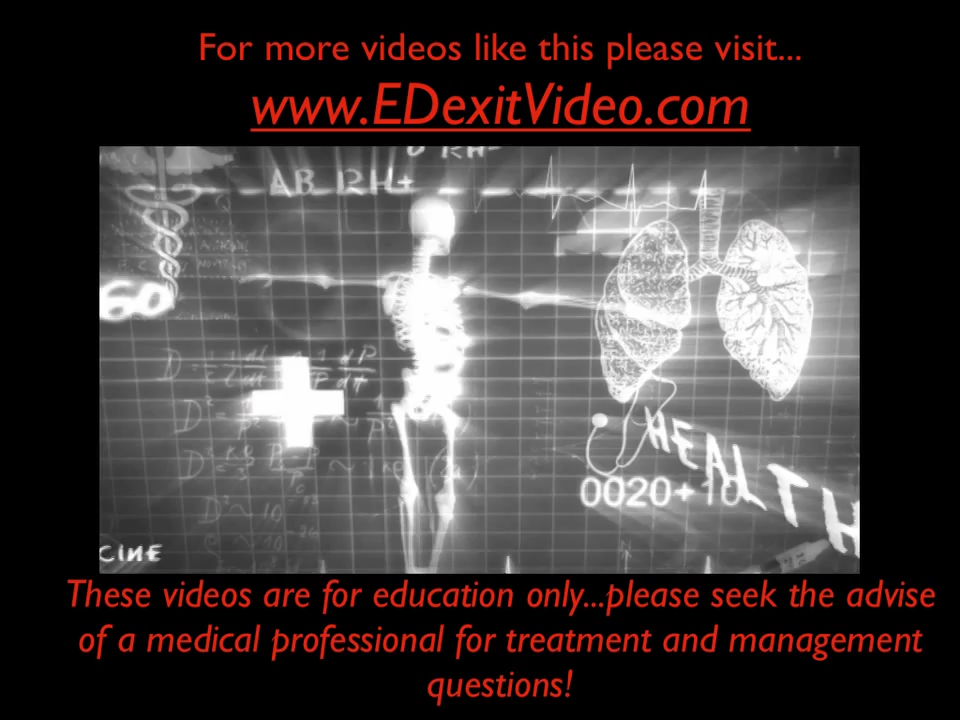 For more videos like this please visit...
www.EDexitVideo.com
AB RH+
60
HEALTH
0020+10
CINE
These videos are for education only...please seek the advise
of a medical professional for treatment and management
questions!